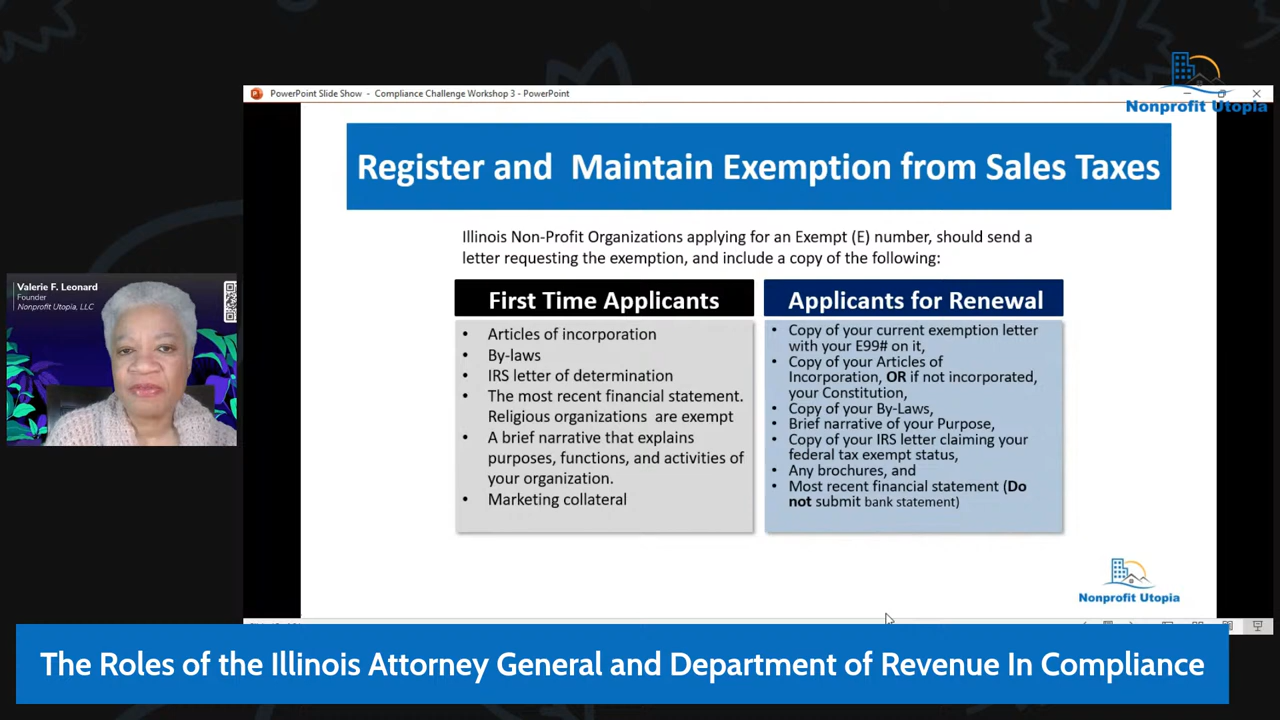 Nonprofit Utopia
PowerPoint Slide Show - Compliance Challenge Workshop 3 - PowerPoint
Register and Maintain Exemption from Sales Taxes
Illinois Non-Profit Organizations applying for an Exempt (E) number, should send a
letter requesting the exemption, and include a copy of the following:
First Time Applicants
• Articles of incorporation
• By-laws
• IRS letter of determination
• The most recent financial statement.
Religious organizations are exempt
• A brief narrative that explains
purposes, functions, and activities of
your organization.
• Marketing collateral
Applicants for Renewal
• Copy of your current exemption letter
with your E99# on it,
• Copy of your Articles of
Incorporation, OR if not incorporated,
your Constitution,
• Copy of your By-Laws,
• Brief narrative of your Purpose,
• Copy of your IRS letter claiming your
federal tax exempt status,
• Any brochures, and
• Most recent financial statement (Do
not submit bank statement)
Nonprofit Utopia
Valerie F. Leonard
Founder
Nonprofit Utopia, LLC
The Roles of the Illinois Attorney General and Department of Revenue In Compliance